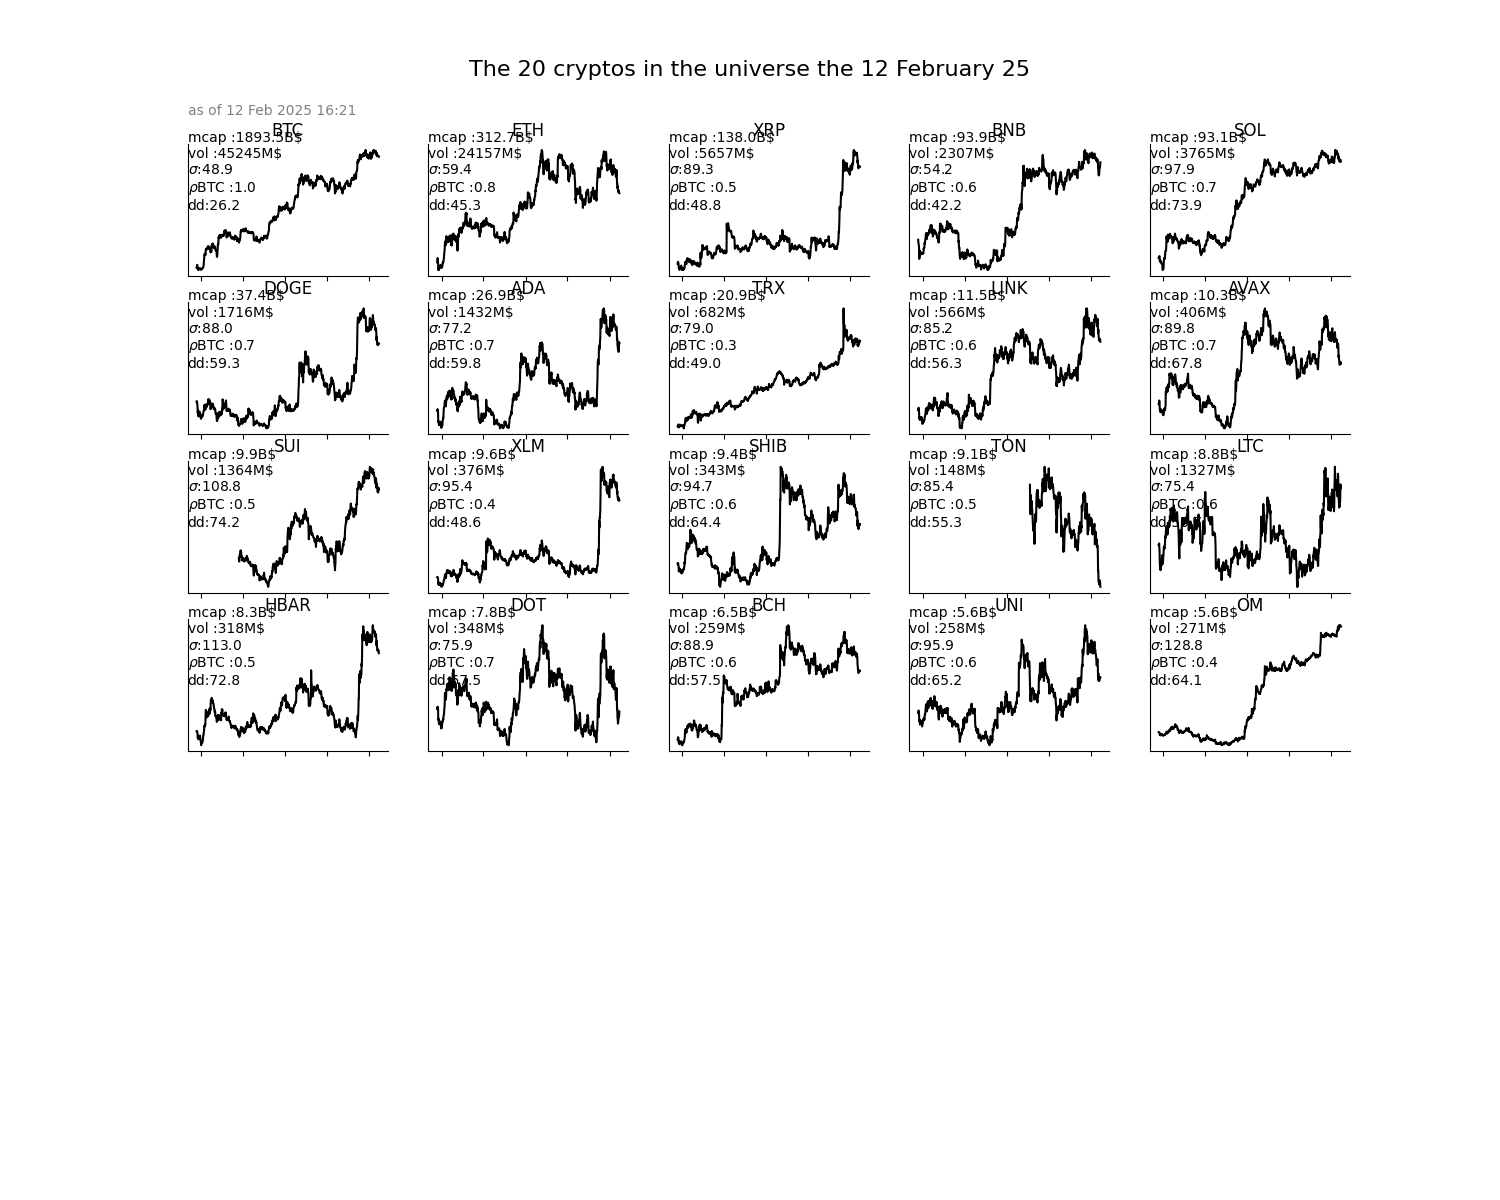 The 20 cryptos in the universe the 12 February 25
as of 12 Feb 2025 16:21
BTC
mcap :1893.5B$
vol :45245M$
σ:48.9
ρBTC :1.0
dd:26.2
ETH
mcap :312.7B$
vol :24157M$
σ:59.4
ρBTC :0.8
dd:45.3
XRP
mcap :138.0B$
vol :5657M$
σ:89.3
ρBTC :0.5
dd:48.8
BNB
mcap :93.9B$
vol :2307M$
σ:54.2
ρBTC :0.6
dd:42.2
SOL
mcap :93.1B$
vol :3765M$
σ:97.9
ρBTC :0.7
dd:73.9
DOGE
mcap :37.4B$
vol :1716M$
σ:88.0
ρBTC :0.7
dd:59.3
ADA
mcap :26.9B$
vol :1432M$
σ:77.2
ρBTC :0.7
dd:59.8
TRX
mcap :20.9B$
vol :682M$
σ:79.0
ρBTC :0.3
dd:49.0
LINK
mcap :11.5B$
vol :566M$
σ:85.2
ρBTC :0.6
dd:56.3
AVAX
mcap :10.3B$
vol :406M$
σ:89.8
ρBTC :0.7
dd:67.8
SUI
mcap :9.9B$
vol :1364M$
σ:108.8
ρBTC :0.5
dd:74.2
XLM
mcap :9.6B$
vol :376M$
σ:95.4
ρBTC :0.4
dd:48.6
SHIB
mcap :9.4B$
vol :343M$
σ:94.7
ρBTC :0.6
dd:64.4
TON
mcap :9.1B$
vol :148M$
σ:85.4
ρBTC :0.5
dd:55.3
LTC
mcap :8.8B$
vol :1327M$
σ:75.4
ρBTC :0.6
HBAR
mcap :8.3B$
vol :318M$
σ:113.0
ρBTC :0.5
dd:72.8
DOT
mcap :7.8B$
vol :348M$
σ:75.9
ρBTC :0.7
dd:67.5
BCH
mcap :6.5B$
vol :259M$
σ:88.9
ρBTC :0.6
dd:57.5
UNI
mcap :5.6B$
vol :258M$
σ:95.9
ρBTC :0.6
dd:65.2
OM
mcap :5.6B$
vol :271M$
σ:128.8
ρBTC :0.4
dd:64.1